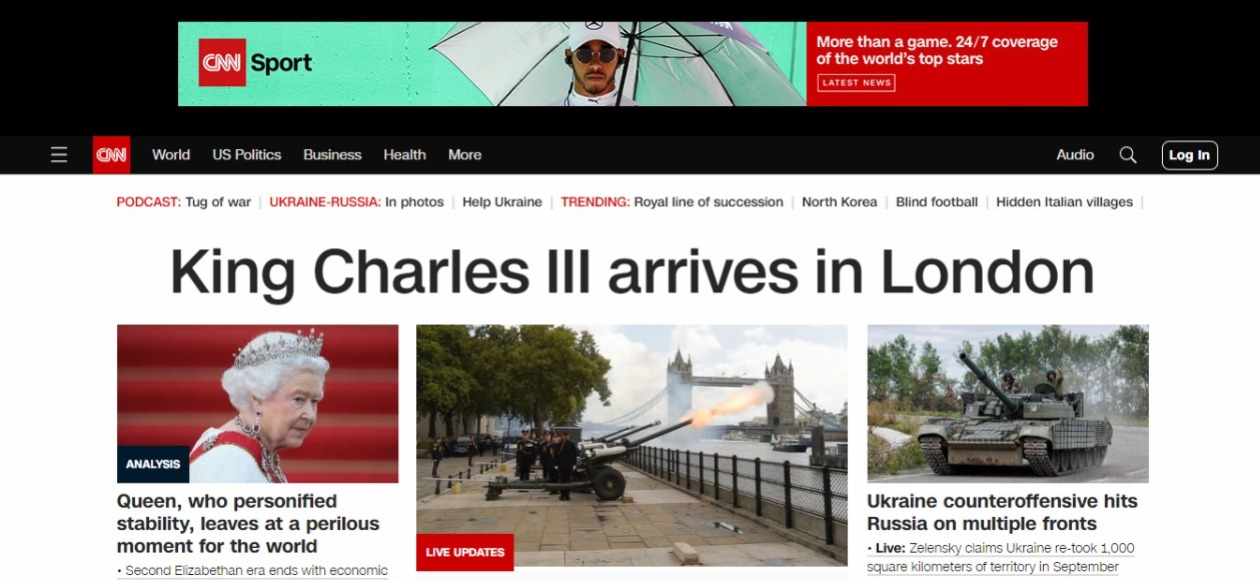 CNN Sport
More than a game. 24/7 coverage
of the world's top stars
LATEST NEWS
CNN World US Politics Business Health More Audio Log In
PODCAST: Tug of war | UKRAINE-RUSSIA: In photos | Help Ukraine | TRENDING: Royal line of succession | North Korea | Blind football | Hidden Italian villages |
King Charles III arrives in London
ANALYSIS
Queen, who personified
stability, leaves at a perilous
moment for the world
• Second Elizabethan era ends with economic
LIVE UPDATES
Ukraine counteroffensive hits
Russia on multiple fronts
• Live: Zelensky claims Ukraine re-took 1,000
square kilometers of territory in September